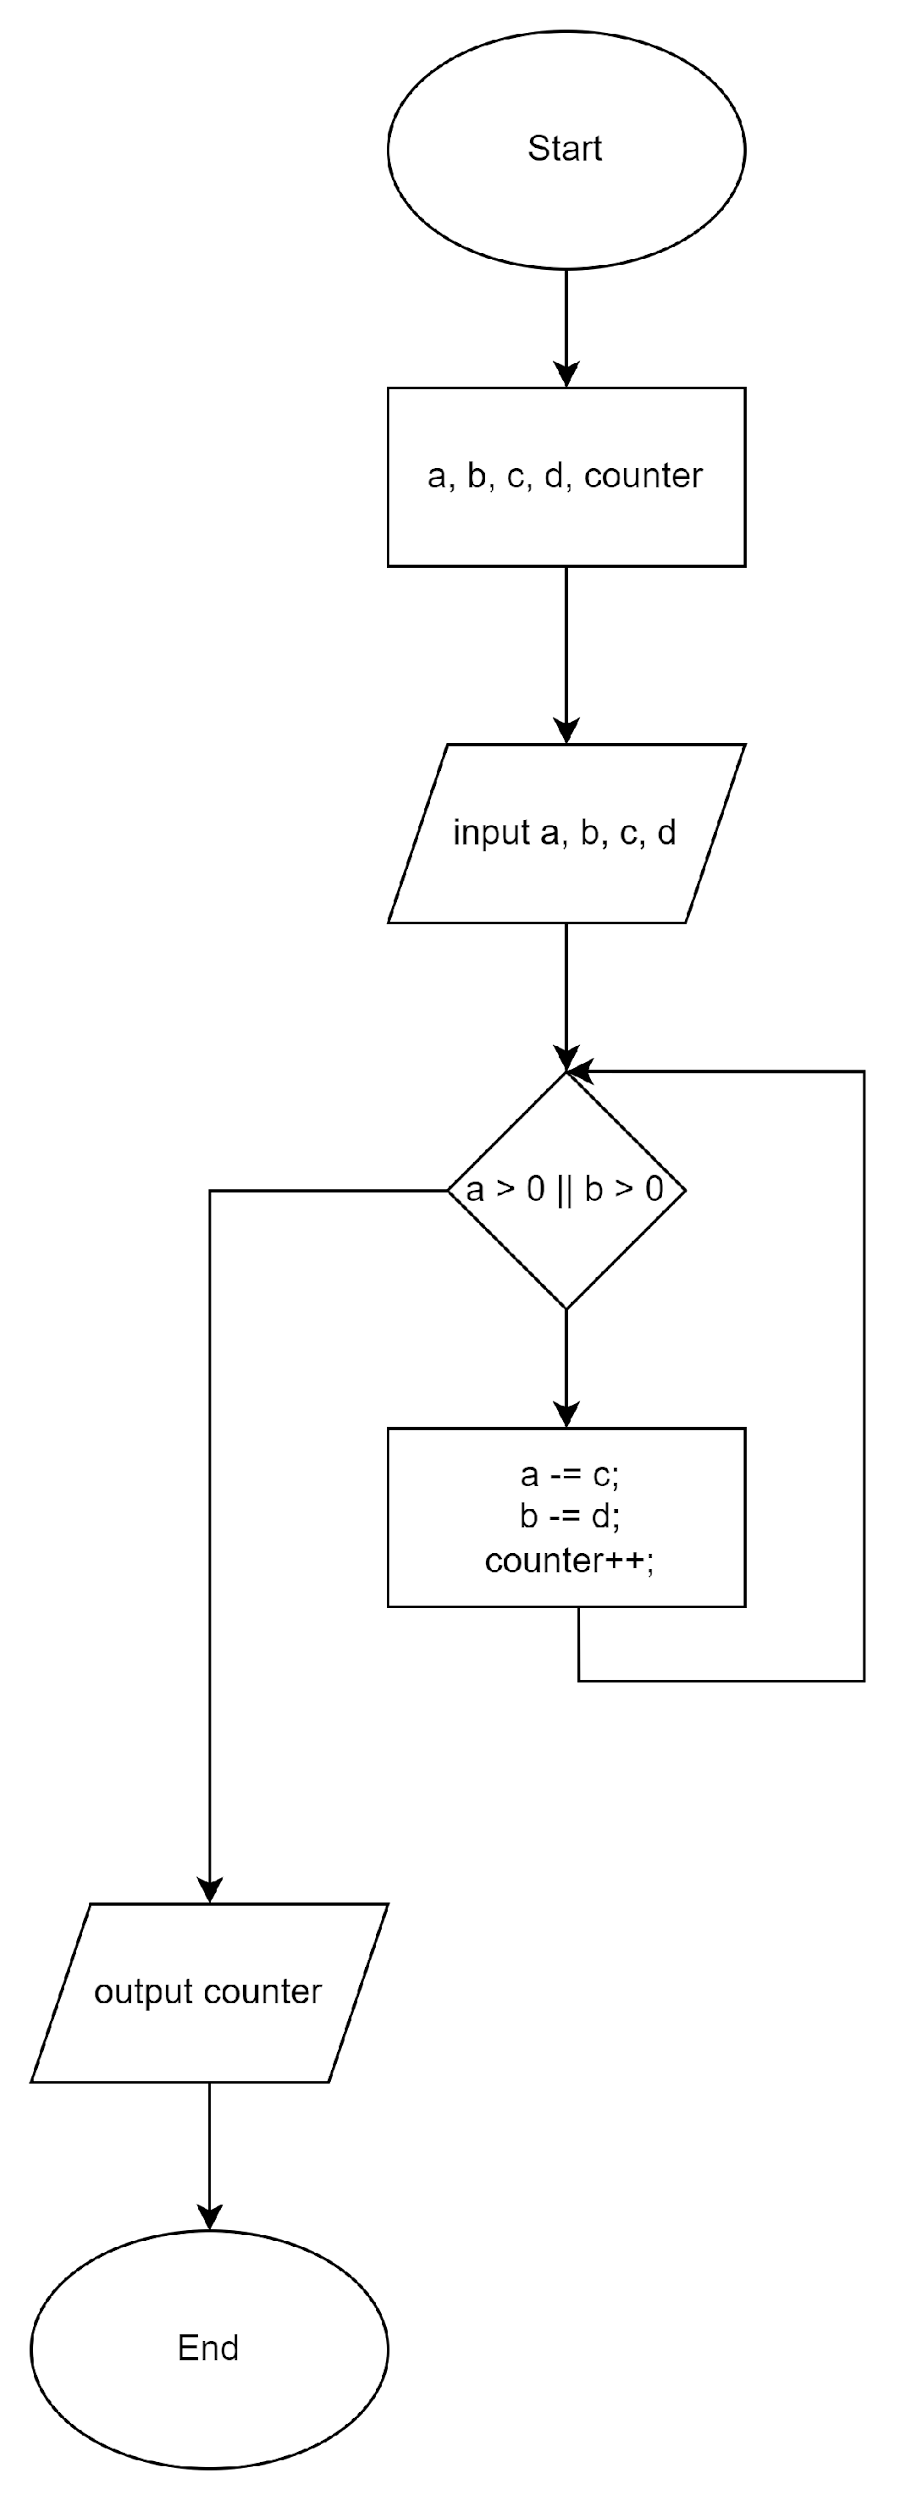 Start
a, b, c, d, counter
input a, b, c, d
a > 0 || b > 0
a -= c;
b -= d;
counter++;
output counter
End